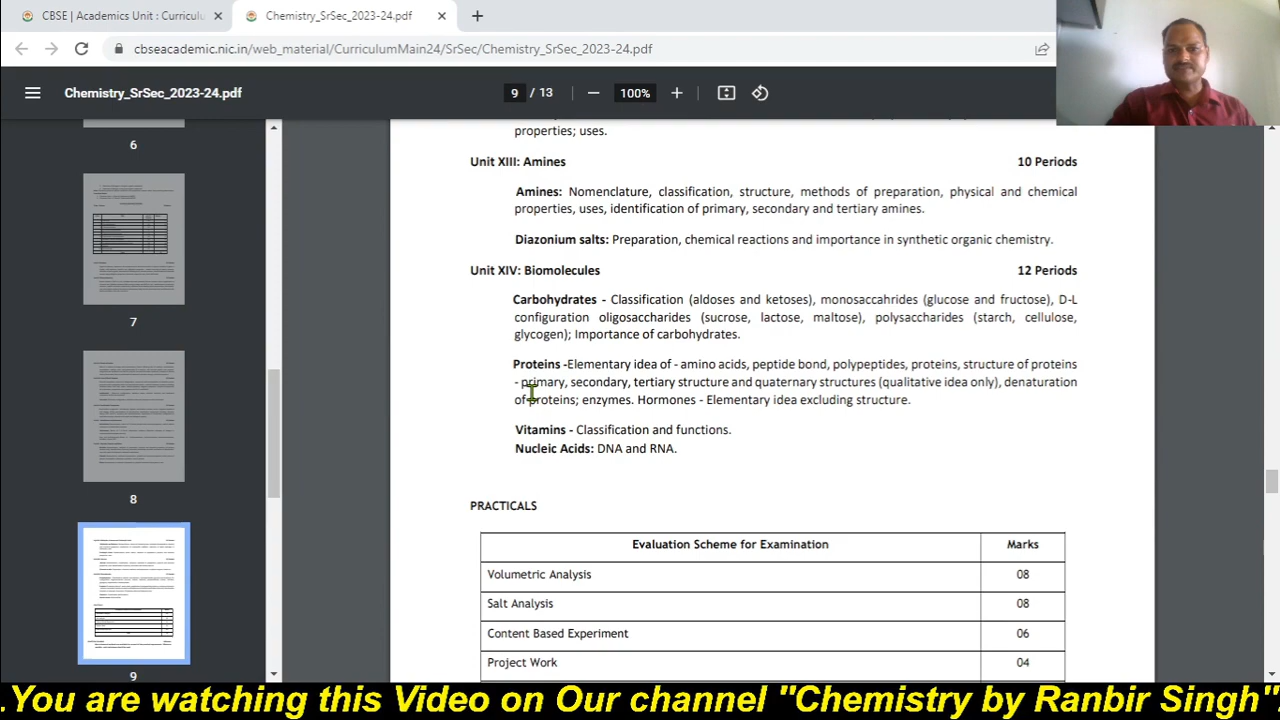 CBSE | Academics Unit : Curricul
Chemistry_SrSec_2023-24.pdf
cbseacademic.nic.in/web_material/CurriculumMain24/SrSec/Chemistry_SrSec_2023-24.pdf
Chemistry_SrSec_2023-24.pdf
9 / 13
100%
6
7
8
9
properties; uses.
Unit XIII: Amines 10 Periods
Amines: Nomenclature, classification, structure, methods of preparation, physical and chemical
properties, uses, identification of primary, secondary and tertiary amines.
Diazonium salts: Preparation, chemical reactions and importance in synthetic organic chemistry.
Unit XIV: Biomolecules 12 Periods
Carbohydrates - Classification (aldoses and ketoses), monosaccahrides (glucose and fructose), D-L
configuration oligosaccharides (sucrose, lactose, maltose), polysaccharides (starch, cellulose,
glycogen); Importance of carbohydrates.
Proteins -Elementary idea of - amino acids, peptide bond, polypeptides, proteins, structure of proteins
- primary, secondary, tertiary structure and quaternary structures (qualitative idea only), denaturation
of proteins; enzymes. Hormones - Elementary idea excluding structure.
Vitamins - Classification and functions.
Nucleic Acids: DNA and RNA.
PRACTICALS
Evaluation Scheme for Examination Marks
Volumetric Analysis 08
Salt Analysis 08
Content Based Experiment 06
Project Work 04
.You are watching this Video on Our channel "Chemistry by Ranbir Singh".